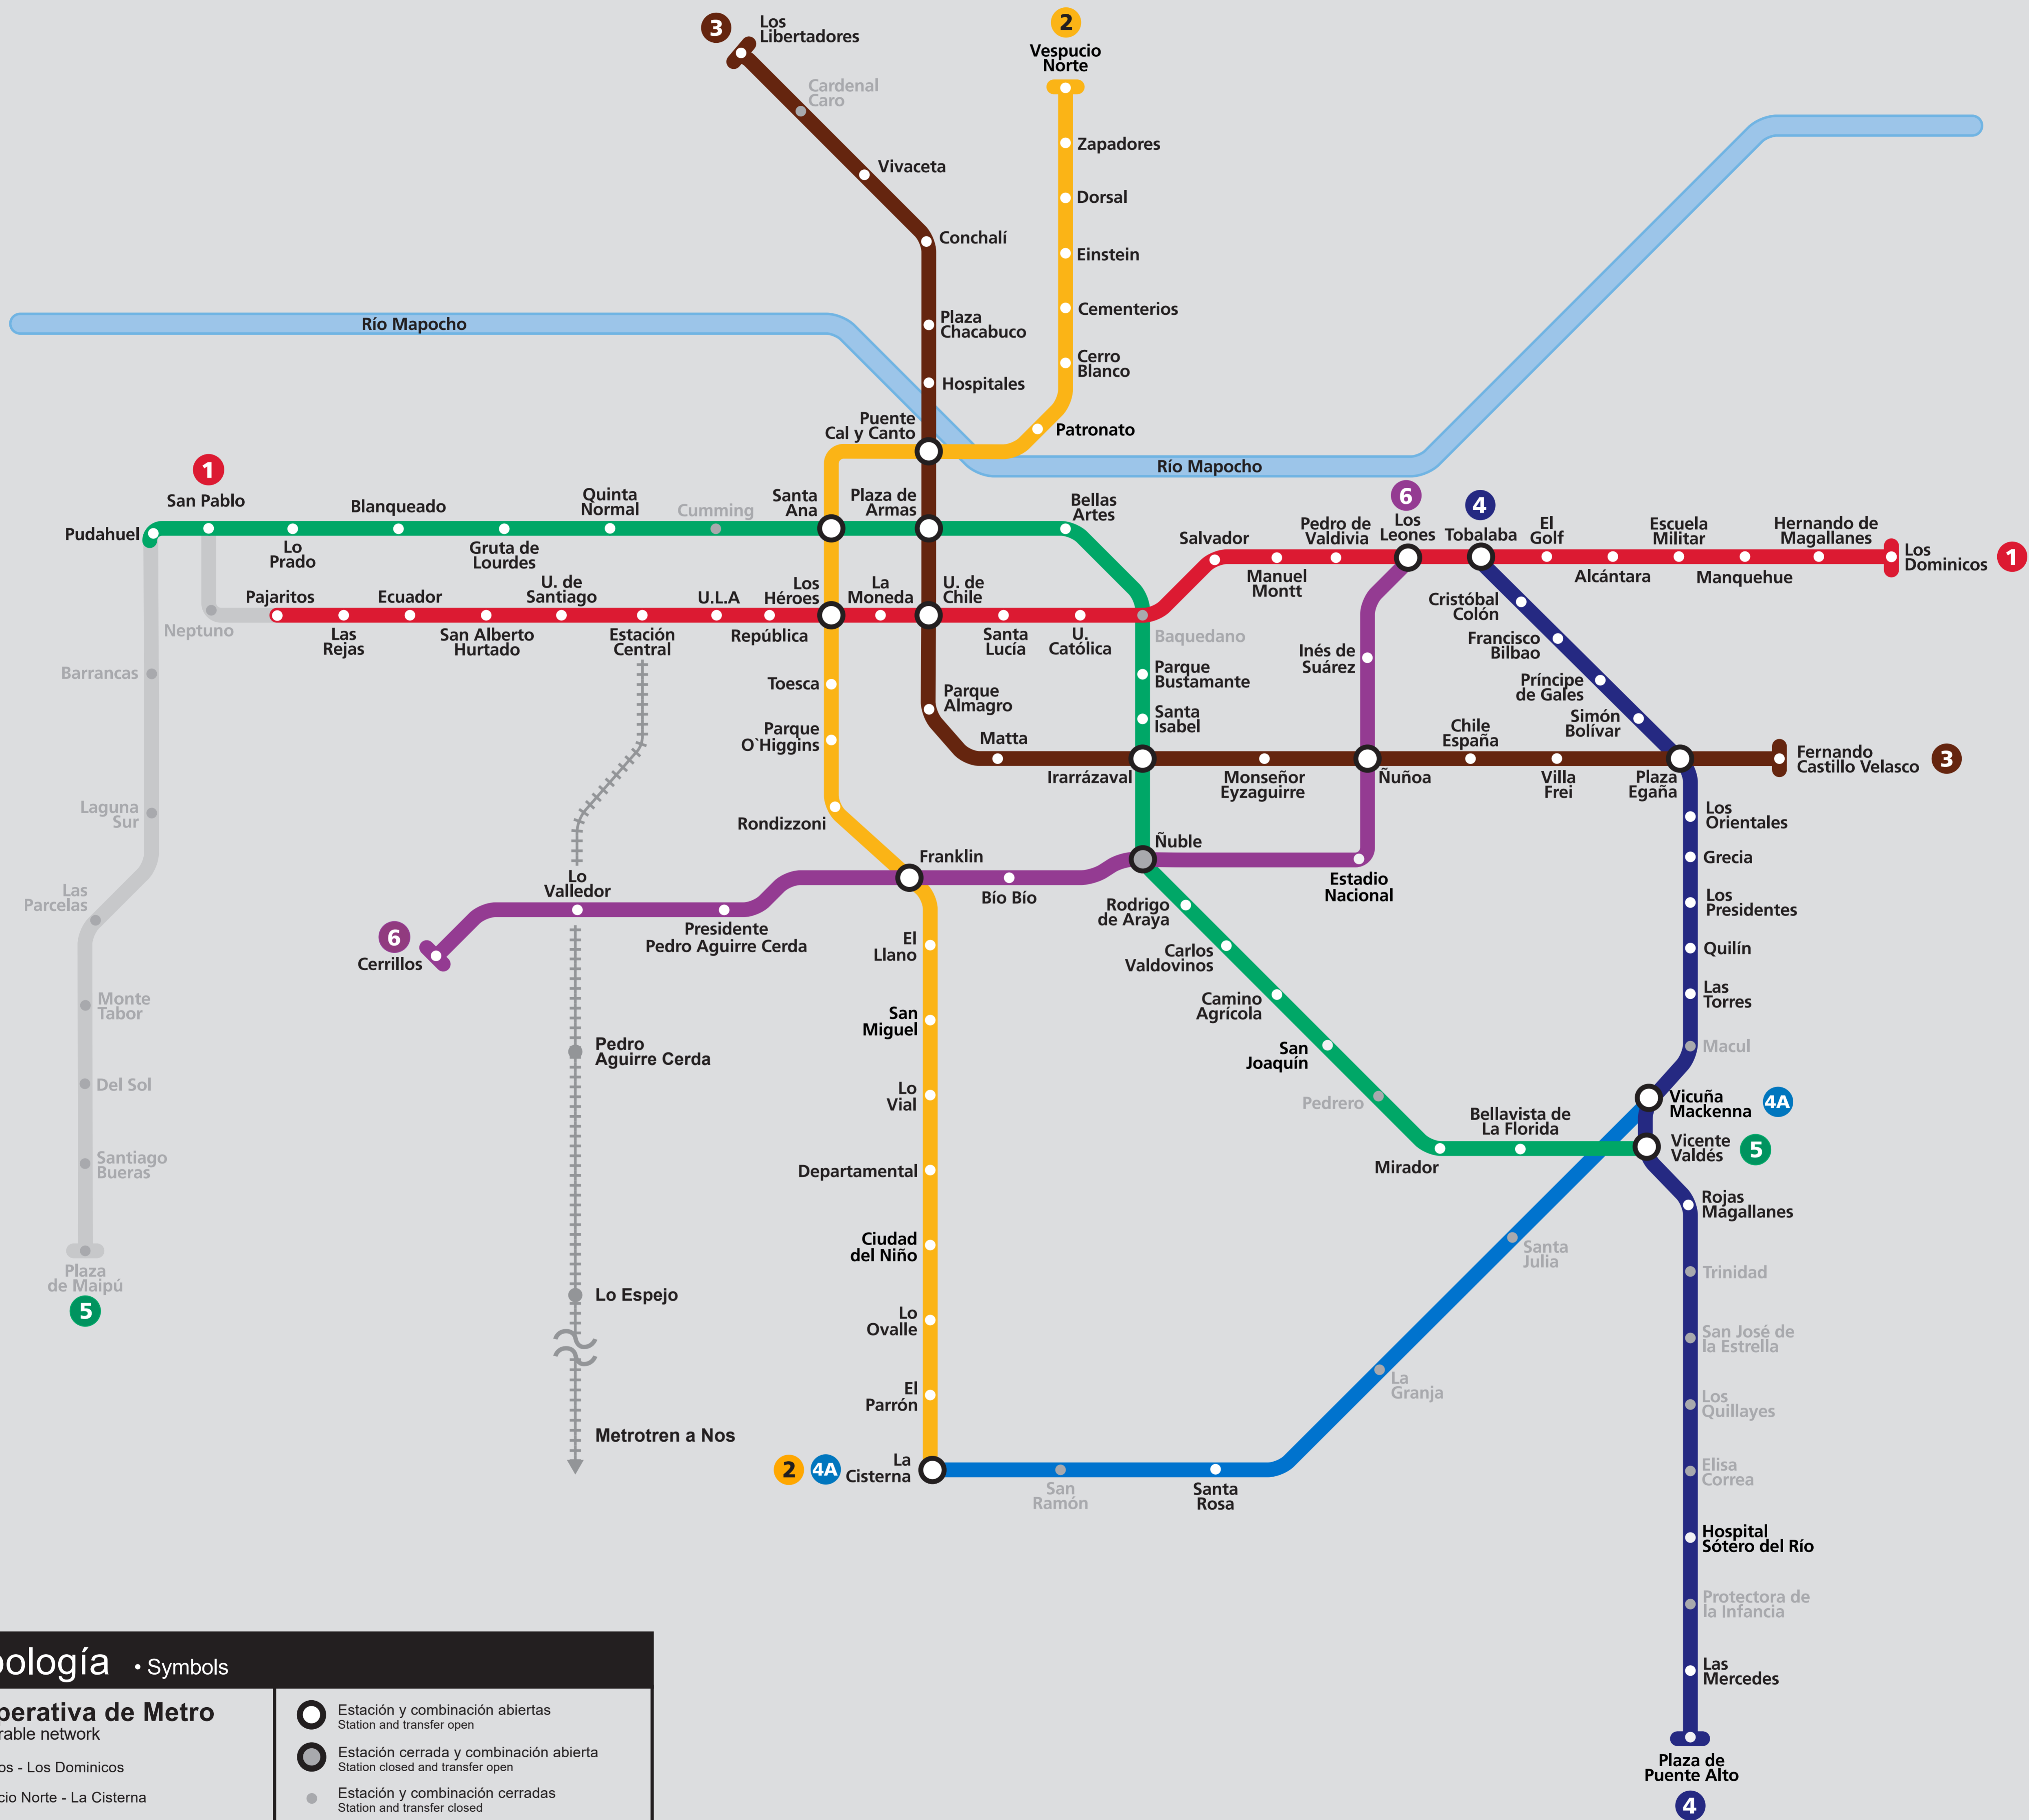 3
Los
Libertadores
2
Vespucio
Norte
Cardenal
Caro
Zapadores
Vivaceta
Dorsal
Conchalí
Einstein
Cementerios
Plaza
Chacabuco
Río Mapocho
Cerro
Blanco
Hospitales
Puente
Cal y Canto
Patronato
Río Mapocho
1
San Pablo
Pudahuel
Lo
Prado
Blanqueado
Gruta de
Lourdes
Quinta
Normal
Cumming
Santa
Ana
Plaza de
Armas
Bellas
Artes
Salvador
Manuel
Montt
Pedro de
Valdivia
6
Los
Leones
4
Tobalaba
El
Golf
Alcántara
Escuela
Militar
Manquehue
Hernando de
Magallanes
Los
Dominicos
1
Neptuno
Pajaritos
Las
Rejas
Ecuador
San Alberto
Hurtado
U. de
Santiago
Estación
Central
U.L.A
República
Los
Héroes
La
Moneda
U. de
Chile
Santa
Lucía
U.
Católica
Baquedano
Cristóbal
Colón
Francisco
Bilbao
Príncipe
de Gales
Simón
Bolívar
Inés de
Suárez
Parque
Bustamante
Santa
Isabel
Barrancas
Toesca
Parque
O`Higgins
Parque
Almagro
Matta
Irarrázaval
Monseñor
Eyzaguirre
Ñuñoa
Chile
España
Villa
Frei
Plaza
Egaña
Fernando
Castillo Velasco
3
Laguna
Sur
Rondizzoni
Los
Orientales
Grecia
Los
Presidentes
Quilín
Las
Torres
Macul
Las
Parcelas
Lo
Valledor
Franklin
Bío Bío
Ñuble
Estadio
Nacional
6
Cerrillos
Presidente
Pedro Aguirre Cerda
El
Llano
Rodrigo
de Araya
Carlos
Valdovinos
Camino
Agrícola
San
Joaquín
Pedrero
Mirador
Bellavista de
La Florida
Vicuña
Mackenna
4A
Vicente
Valdés
5
Monte
Tabor
Del Sol
Santiago
Bueras
Plaza
de Maipú
5
Pedro
Aguirre Cerda
Lo Espejo
Metrotren a Nos
San
Miguel
Lo
Vial
Departamental
Ciudad
del Niño
Lo
Ovalle
El
Parrón
2
4A
La
Cisterna
San
Ramón
Santa
Rosa
La
Granja
Santa
Julia
Rojas
Magallanes
Trinidad
San José de
la Estrella
Los
Quillayes
Elisa
Correa
Hospital
Sótero del Río
Protectora de
la Infancia
Las
Mercedes
Plaza de
Puente Alto
4
ología • Symbols
perativa de Metro
rable network
os - Los Dominicos
cio Norte - La Cisterna
Estación y combinación abiertas
Station and transfer open
Estación cerrada y combinación abierta
Station closed and transfer open
Estación y combinación cerradas
Station and transfer closed